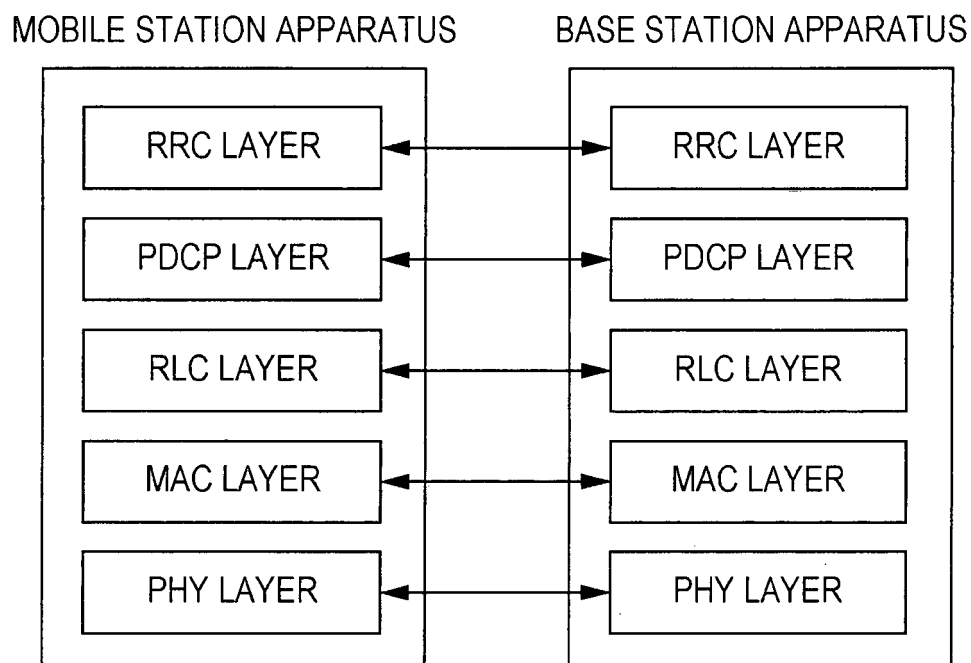 MOBILE STATION APPARATUS BASE STATION APPARATUS
RRC LAYER RRC LAYER
PDCP LAYER PDCP LAYER
RLC LAYER RLC LAYER
MAC LAYER MAC LAYER
PHY LAYER PHY LAYER